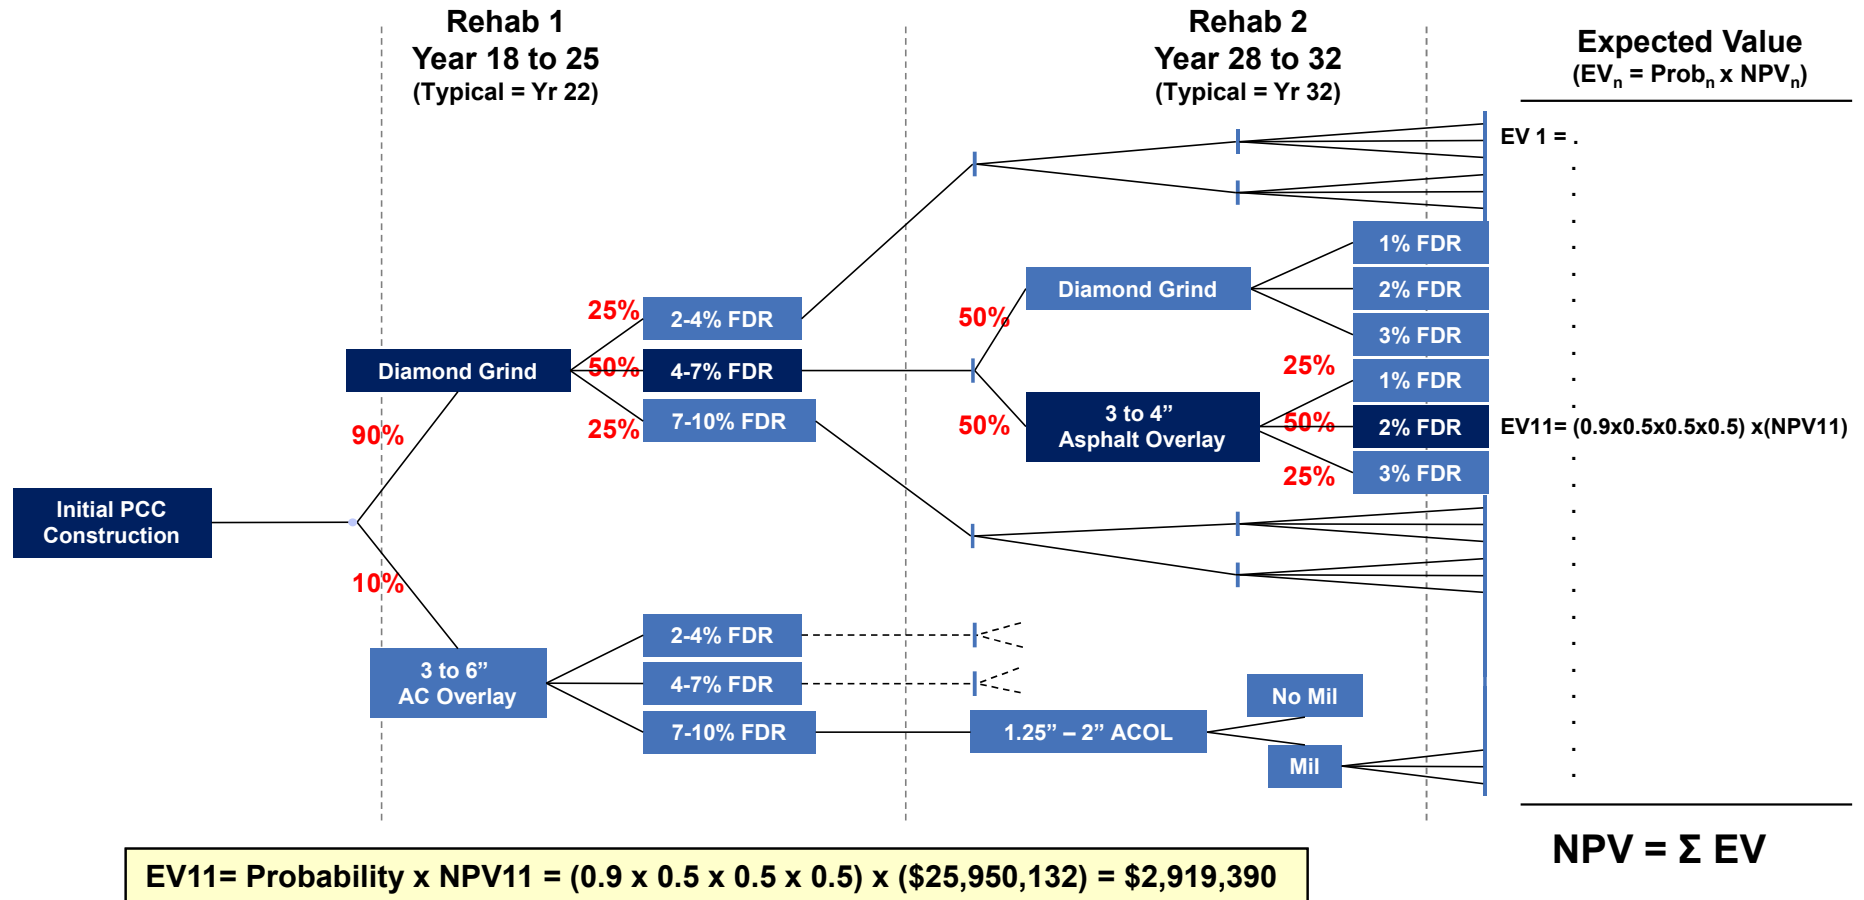 Rehab 1
Year 18 to 25
(Typical = Yr 22)
Rehab 2
Year 28 to 32
(Typical = Yr 32)
Expected Value
(EVn = Probn x NPVn)
EV 1 = .
1% FDR
Diamond Grind
2% FDR
3% FDR
50%
25%
2-4% FDR
Diamond Grind
50%
4-7% FDR
25%
7-10% FDR
50%
3 to 4”
Asphalt Overlay
25%
1% FDR
50%
2% FDR
25%
3% FDR
EV11= (0.9x0.5x0.5x0.5) x(NPV11)
90%
Initial PCC
Construction
10%
3 to 6”
AC Overlay
2-4% FDR
4-7% FDR
7-10% FDR
1.25” – 2” ACOL
No Mil
Mil
NPV = Σ EV
EV11= Probability x NPV11 = (0.9 x 0.5 x 0.5 x 0.5) x ($25,950,132) = $2,919,390